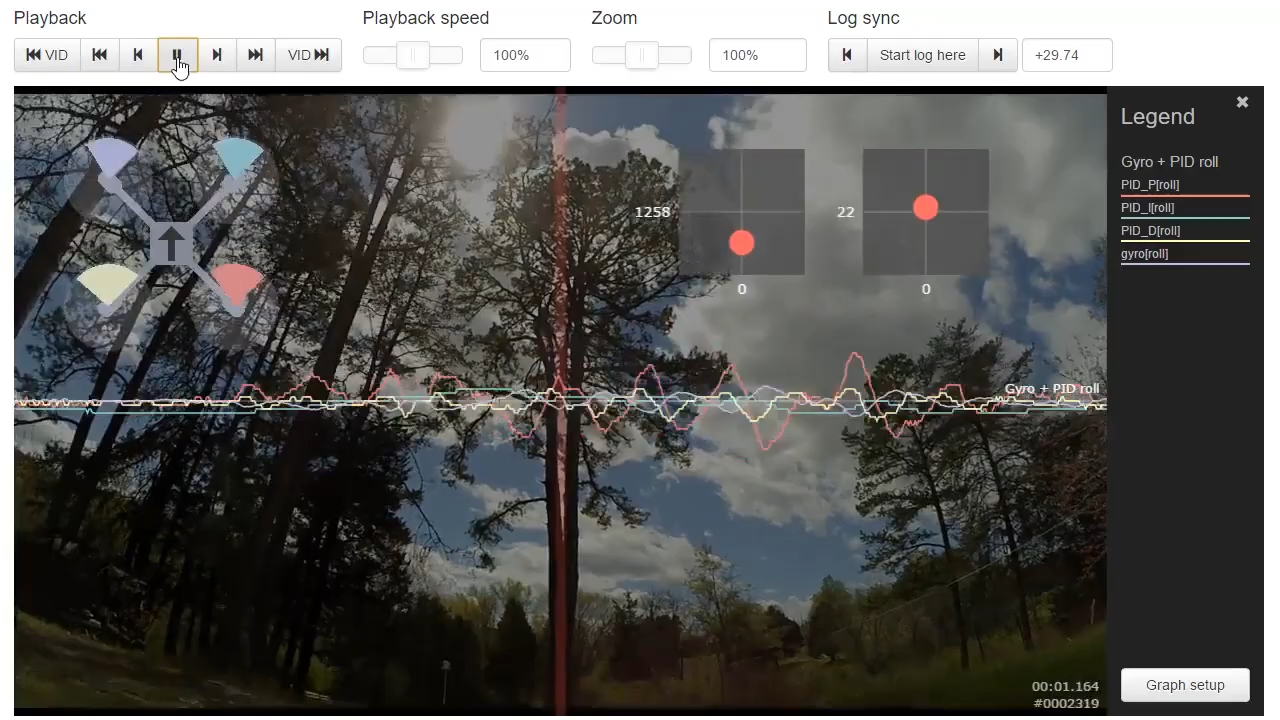 Playback
Playback speed
Zoom
Log sync
VID
VID
100%
100%
Start log here
+29.74
Legend
Gyro + PID roll
PID_P[roll]
PID_I[roll]
PID_D[roll]
gyro[roll]
1258
0
22
0
Gyro + PID roll
00:01.164
#0002319
Graph setup